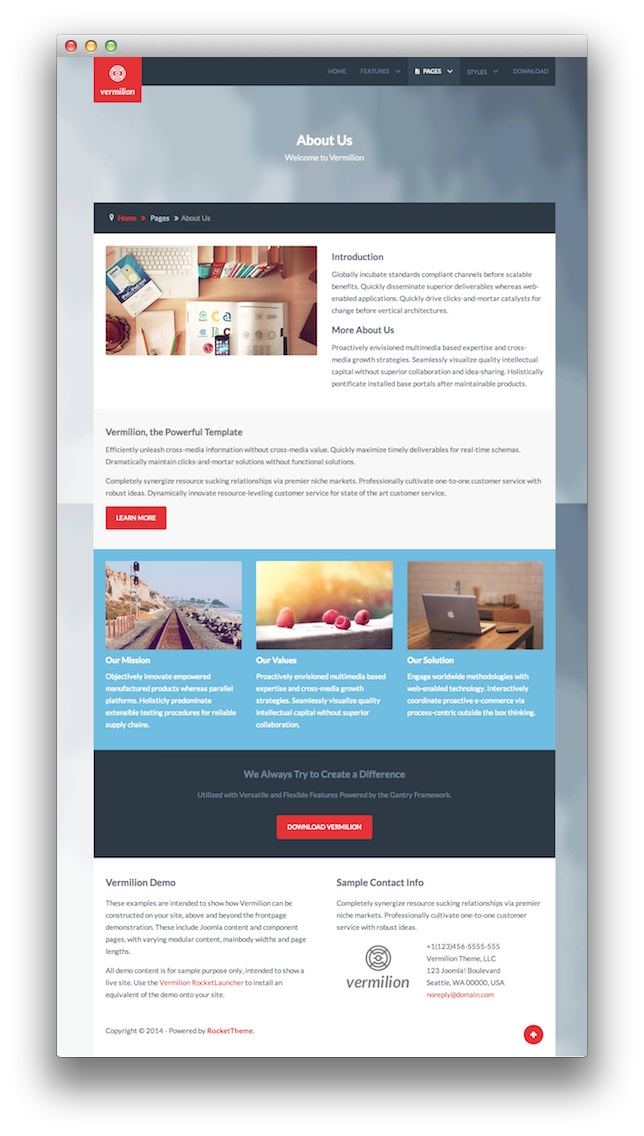 vermilion
HOME
FEATURES
PAGES
STYLES
DOWNLOAD
About Us
Welcome to Vermilion
Home » Pages » About Us
Introduction
Globally incubate standards compliant channels before scalable
benefits. Quickly disseminate superior deliverables whereas web-
enabled applications. Quickly drive clicks-and-mortar catalysts for
change before vertical architectures.
More About Us
Proactively envisioned multimedia based expertise and cross-
media growth strategies. Seamlessly visualize quality intellectual
capital without superior collaboration and idea-sharing. Holistically
pontificate installed base portals after maintainable products.
Vermilion, the Powerful Template
Efficiently unleash cross-media information without cross-media value. Quickly maximize timely deliverables for real-time schemas.
Dramatically maintain clicks-and-mortar solutions without functional solutions.
Completely synergize resource sucking relationships via premier niche markets. Professionally cultivate one-to-one customer service with
robust ideas. Dynamically innovate resource-leveling customer service for state of the art customer service.
LEARN MORE
Our Mission
Objectively innovate empowered
manufactured products whereas parallel
platforms. Holisticly predominate
extensible testing procedures for reliable
supply chains.
Our Values
Proactively envisioned multimedia based
expertise and cross-media growth
strategies. Seamlessly visualize quality
intellectual capital without superior
collaboration.
Our Solution
Engage worldwide methodologies with
web-enabled technology. Interactively
coordinate proactive e-commerce via
process-centric outside the box thinking.
We Always Try to Create a Difference
Utilized with Versatile and Flexible Features Powered by the Gantry Framework.
DOWNLOAD VERMILION
Vermilion Demo
These examples are intended to show how Vermilion can be
constructed on your site, above and beyond the frontpage
demonstration. These include Joomla content and component
pages, with varying modular content, mainbody widths and page
lengths.
All demo content is for sample purpose only, intended to show a
live site. Use the Vermilion RocketLauncher to install an
equivalent of the demo onto your site.
Sample Contact Info
Completely synergize resource sucking relationships via premier
niche markets. Professionally cultivate one-to-one customer
service with robust ideas.
vermilion
+1(123)456-5555-555
Vermilion Theme, LLC
123 Joomla! Boulevard
Seattle, WA 00000, USA
noreply@domain.com
Copyright © 2014 - Powered by RocketTheme.